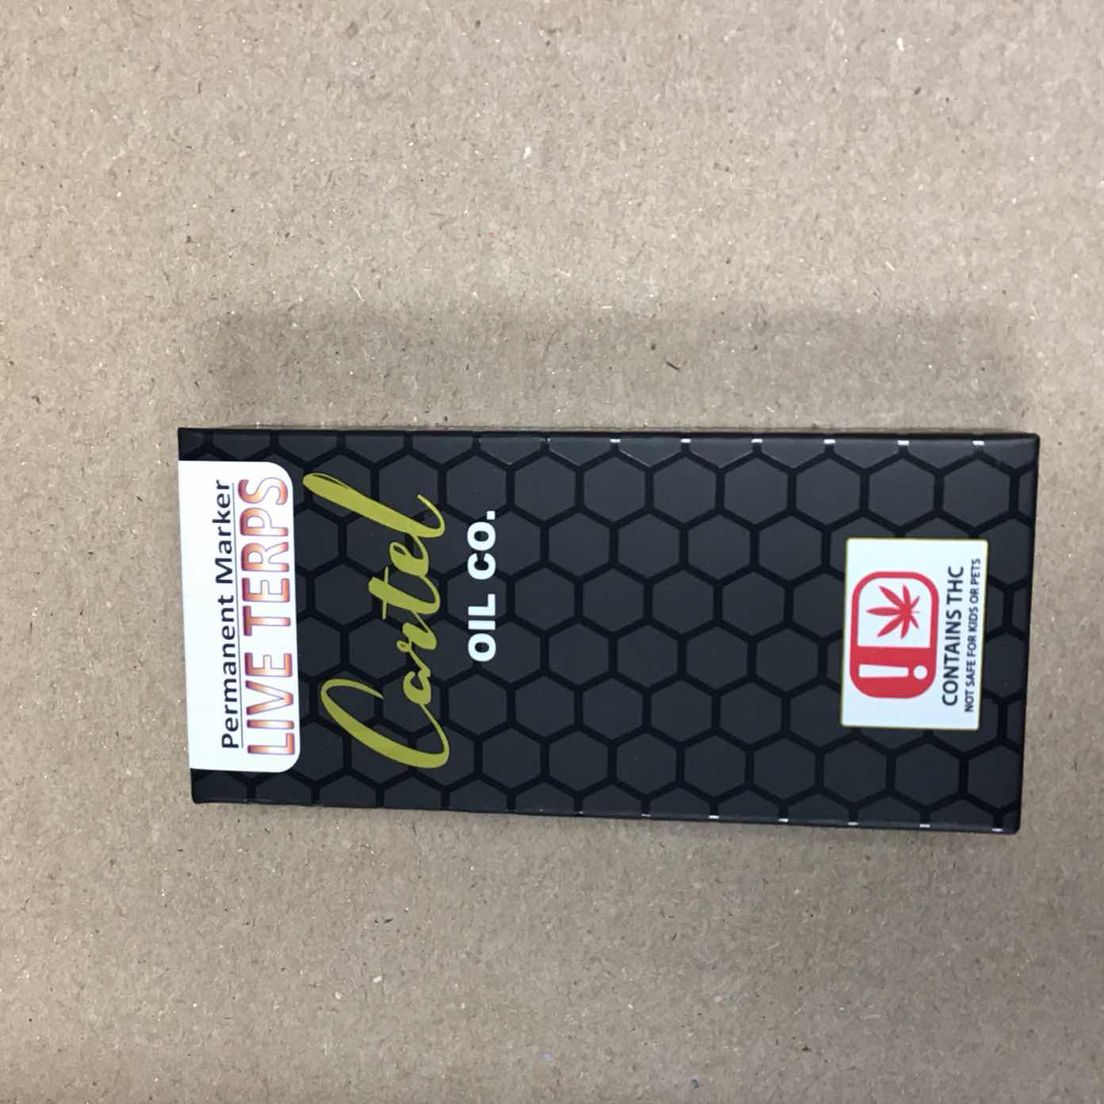 Permanent Marker
LIVE TERPS
Cartel
OIL CO.
CONTAINS THC
NOT SAFE FOR KIDS OR PETS